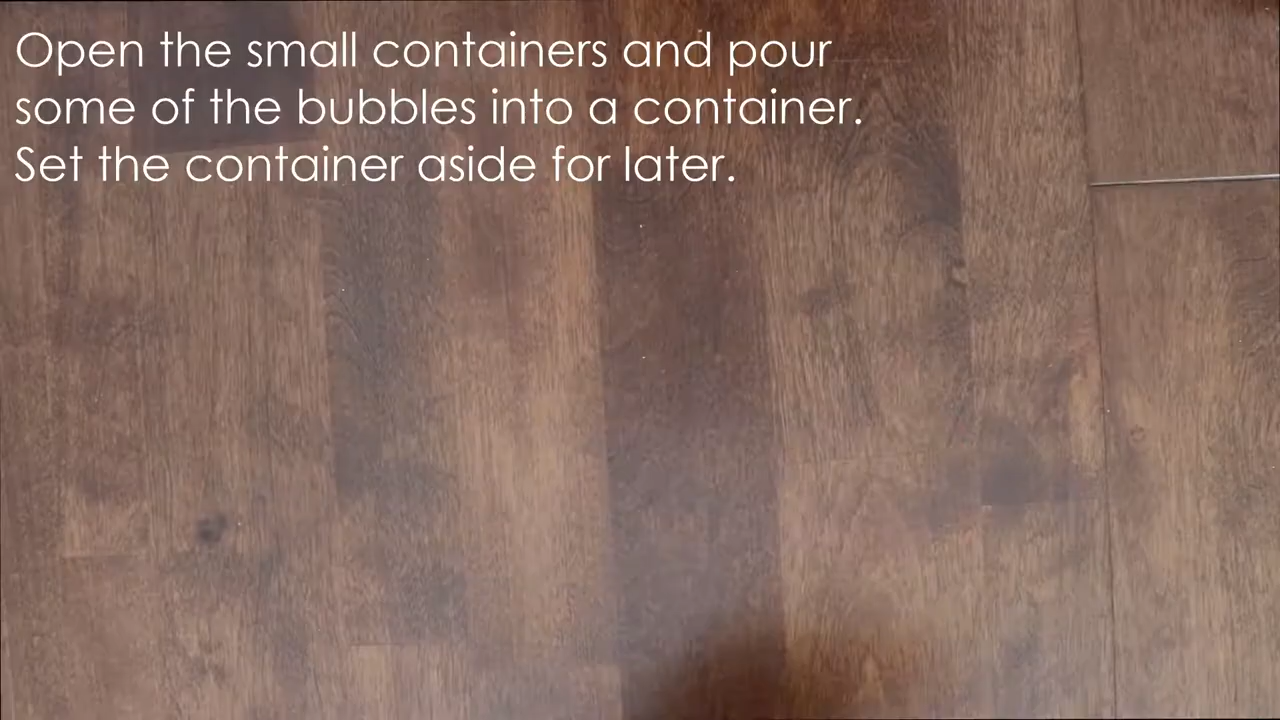 Open the small containers and pour
some of the bubbles into a container.
Set the container aside for later.